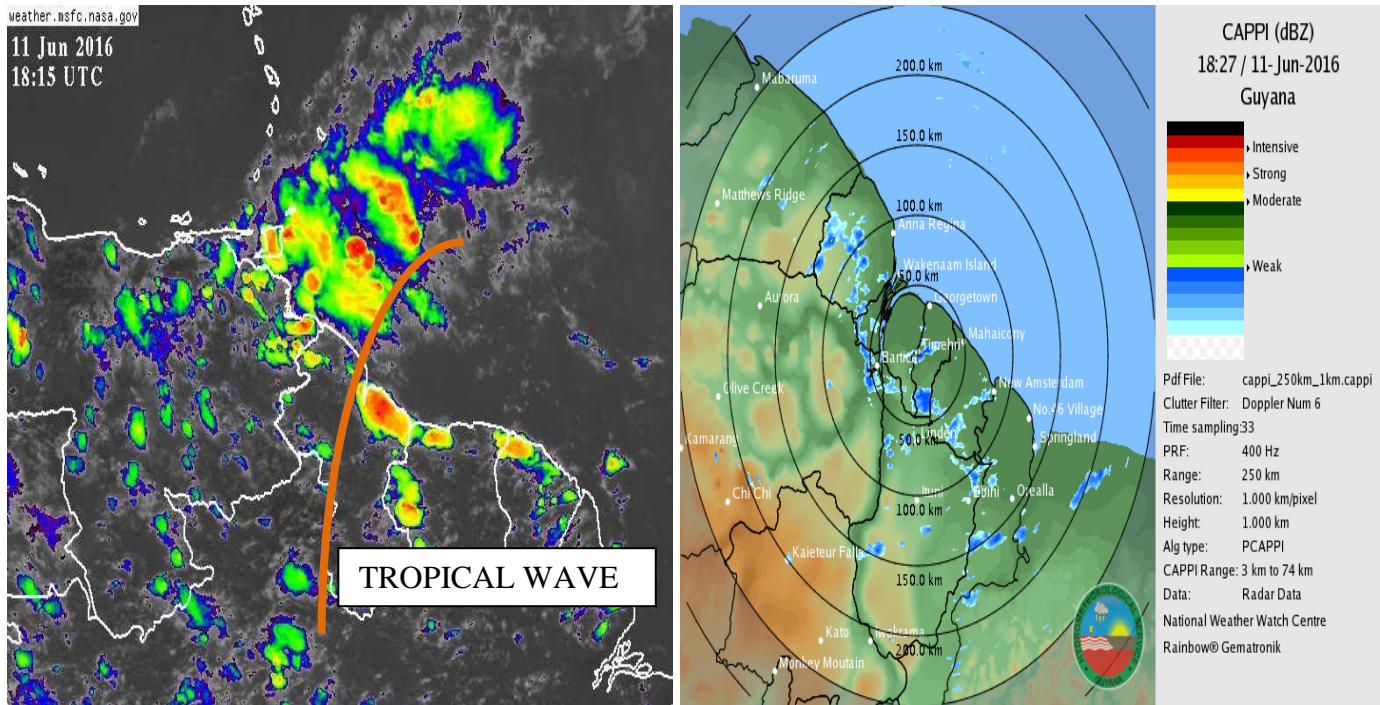 weather.msfc.nasa.gov
11 Jun 2016
18:15 UTC
TROPICAL WAVE
200.0 km
Mabaruma
150.0 km
Matthews Ridge
100.0 km
Anna Regina
Wakenaam Island
50.0 km
Aurora
Georgetown
Mahaicony
Timehri
Bartica
Olive Creek
New Amsterdam
No.46 Village
Linden
50.0 km
Springland
Kamarang
Chi Chi
Ituni
Ebini
Orealla
100.0 km
Kaieteur Falls
150.0 km
Kato
Iwokrama
200.0 km
Monkey Moutain
HYDROMETEOROLOGICAL SERVICE
GUYANA
CAPPI (dBZ)
18:27 / 11-Jun-2016
Guyana
Intensive
Strong
Moderate
Weak
Pdf File: cappi_250km_1km.cappi
Clutter Filter: Doppler Num 6
Time sampling:33
PRF: 400 Hz
Range: 250 km
Resolution: 1.000 km/pixel
Height: 1.000 km
Alg type: PCAPPI
CAPPI Range: 3 km to 74 km
Data: Radar Data
National Weather Watch Centre
Rainbow® Gematronik